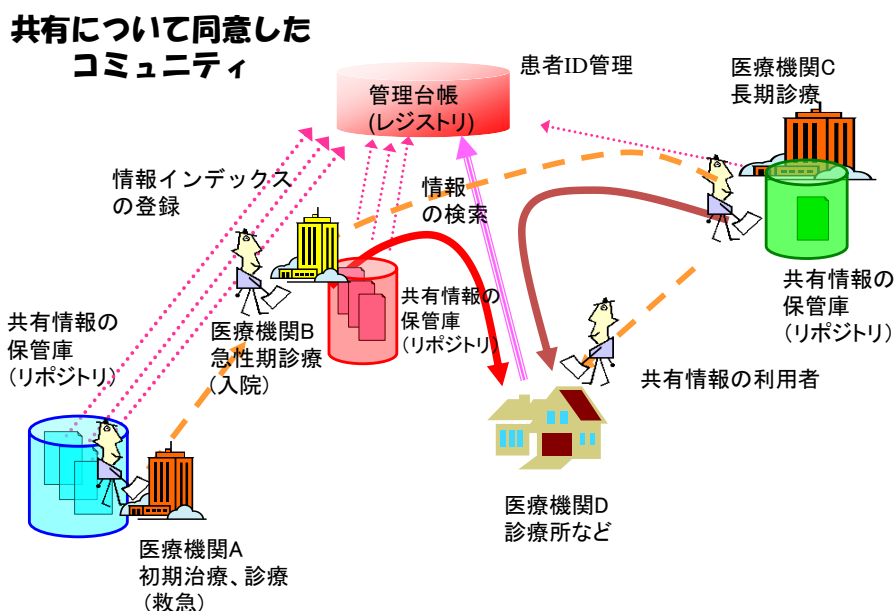 共有について同意した
コミュニティ
患者ID管理
医療機関C
長期診療
管理台帳
(レジストリ)
情報インデックス
の登録
情報
の検索
共有情報の
保管庫
(リポジトリ)
医療機関B
急性期診療
(入院)
共有情報の
保管庫
(リポジトリ)
共有情報の
保管庫
(リポジトリ)
共有情報の利用者
医療機関D
診療所など
医療機関A
初期治療、診療
(救急)